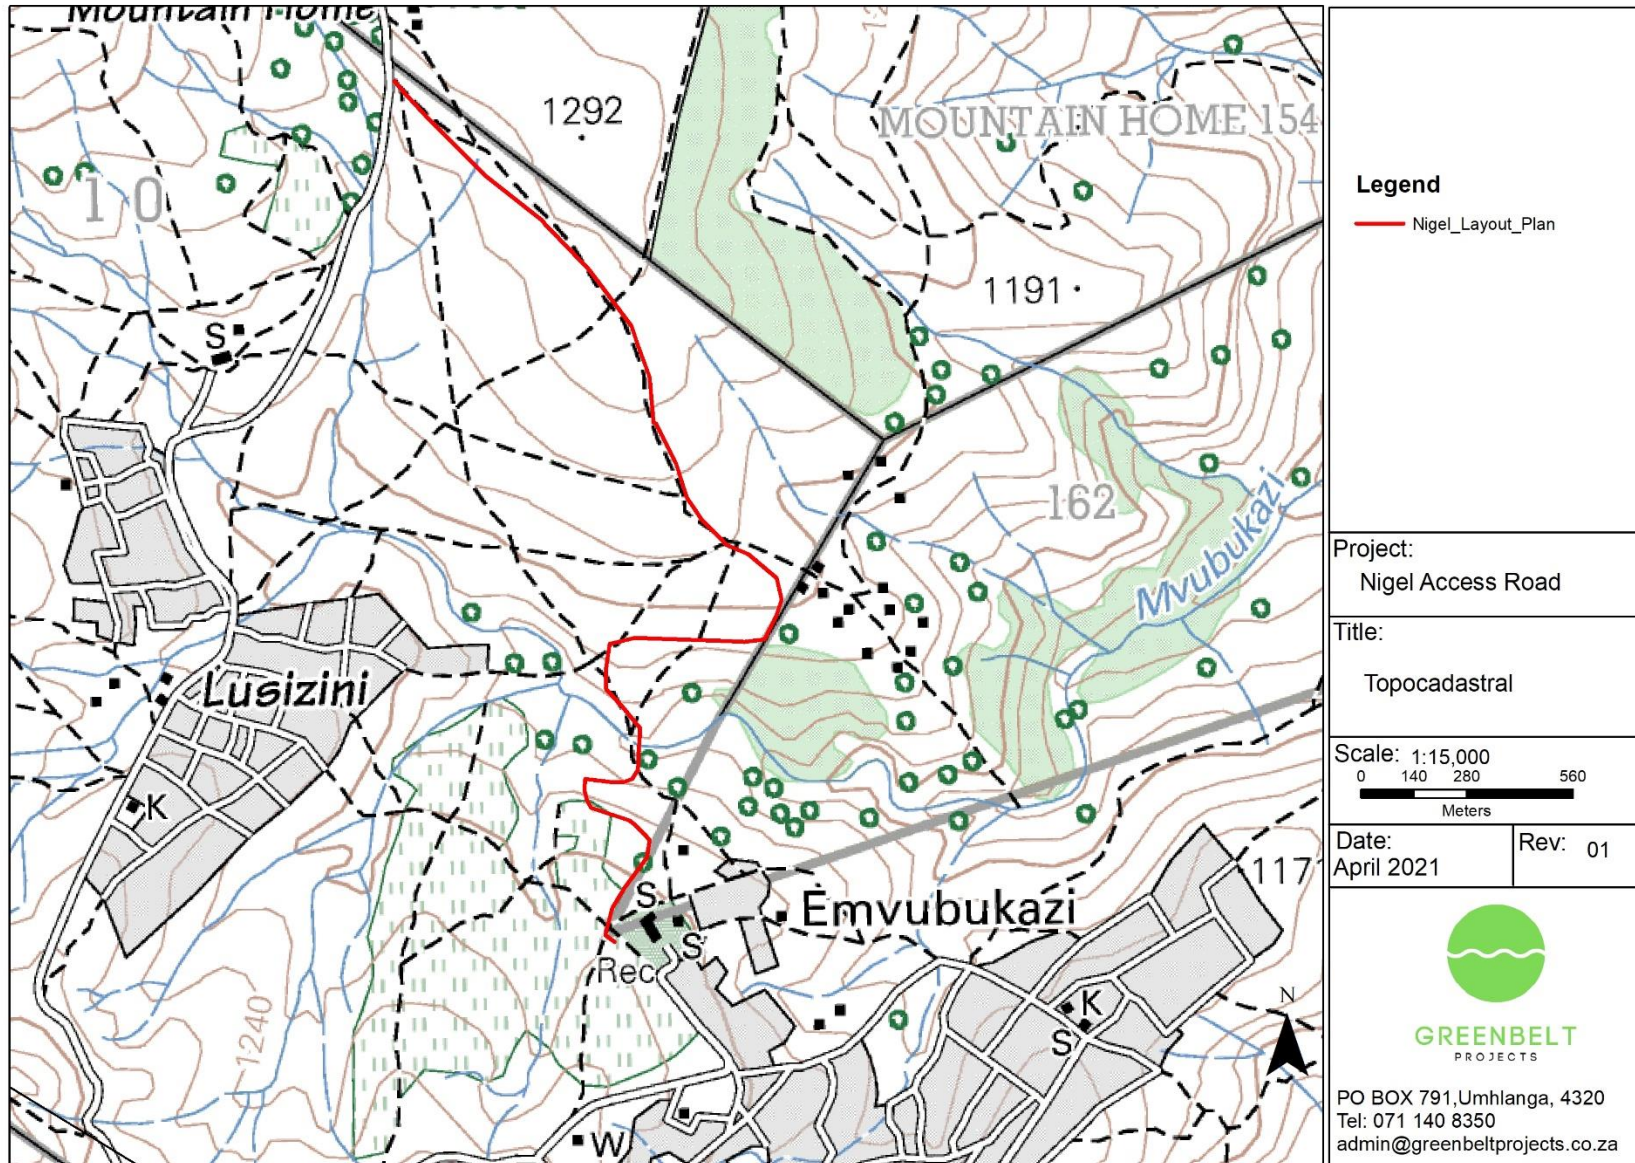 Mountain Home
1292
MOUNTAIN HOME 154
1 0
1191
S
162
Mvubukazi
Lusizini
K
117
S
Emvubukazi
S
Rec
1240
K
S
W
N
Legend
Nigel_Layout_Plan
Project:
Nigel Access Road
Title:
Topocadastral
Scale: 1:15,000
0 140 280 560
Meters
Date:
April 2021
Rev: 01
GREENBELT
PROJECTS
PO BOX 791,Umhlanga, 4320
Tel: 071 140 8350
admin@greenbeltprojects.co.za